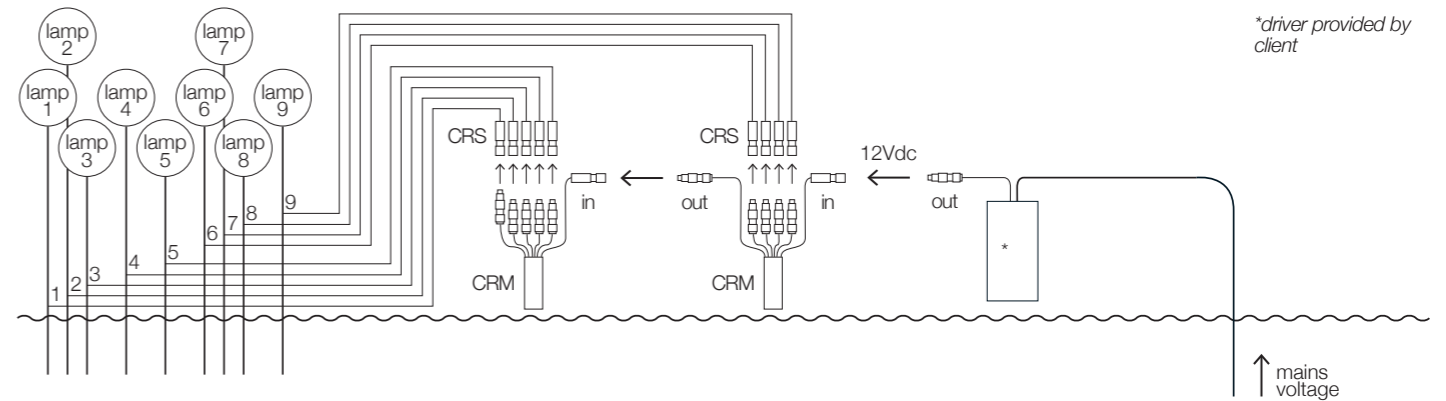 lamp
2
lamp
7
*driver provided by
client
lamp
1
lamp
4
lamp
6
lamp
9
lamp
3
lamp
5
lamp
8
CRS
CRS
12Vdc
in
out
in
out
9
8
7
6
5
4
3
2
1
*
CRM
CRM
mains
voltage